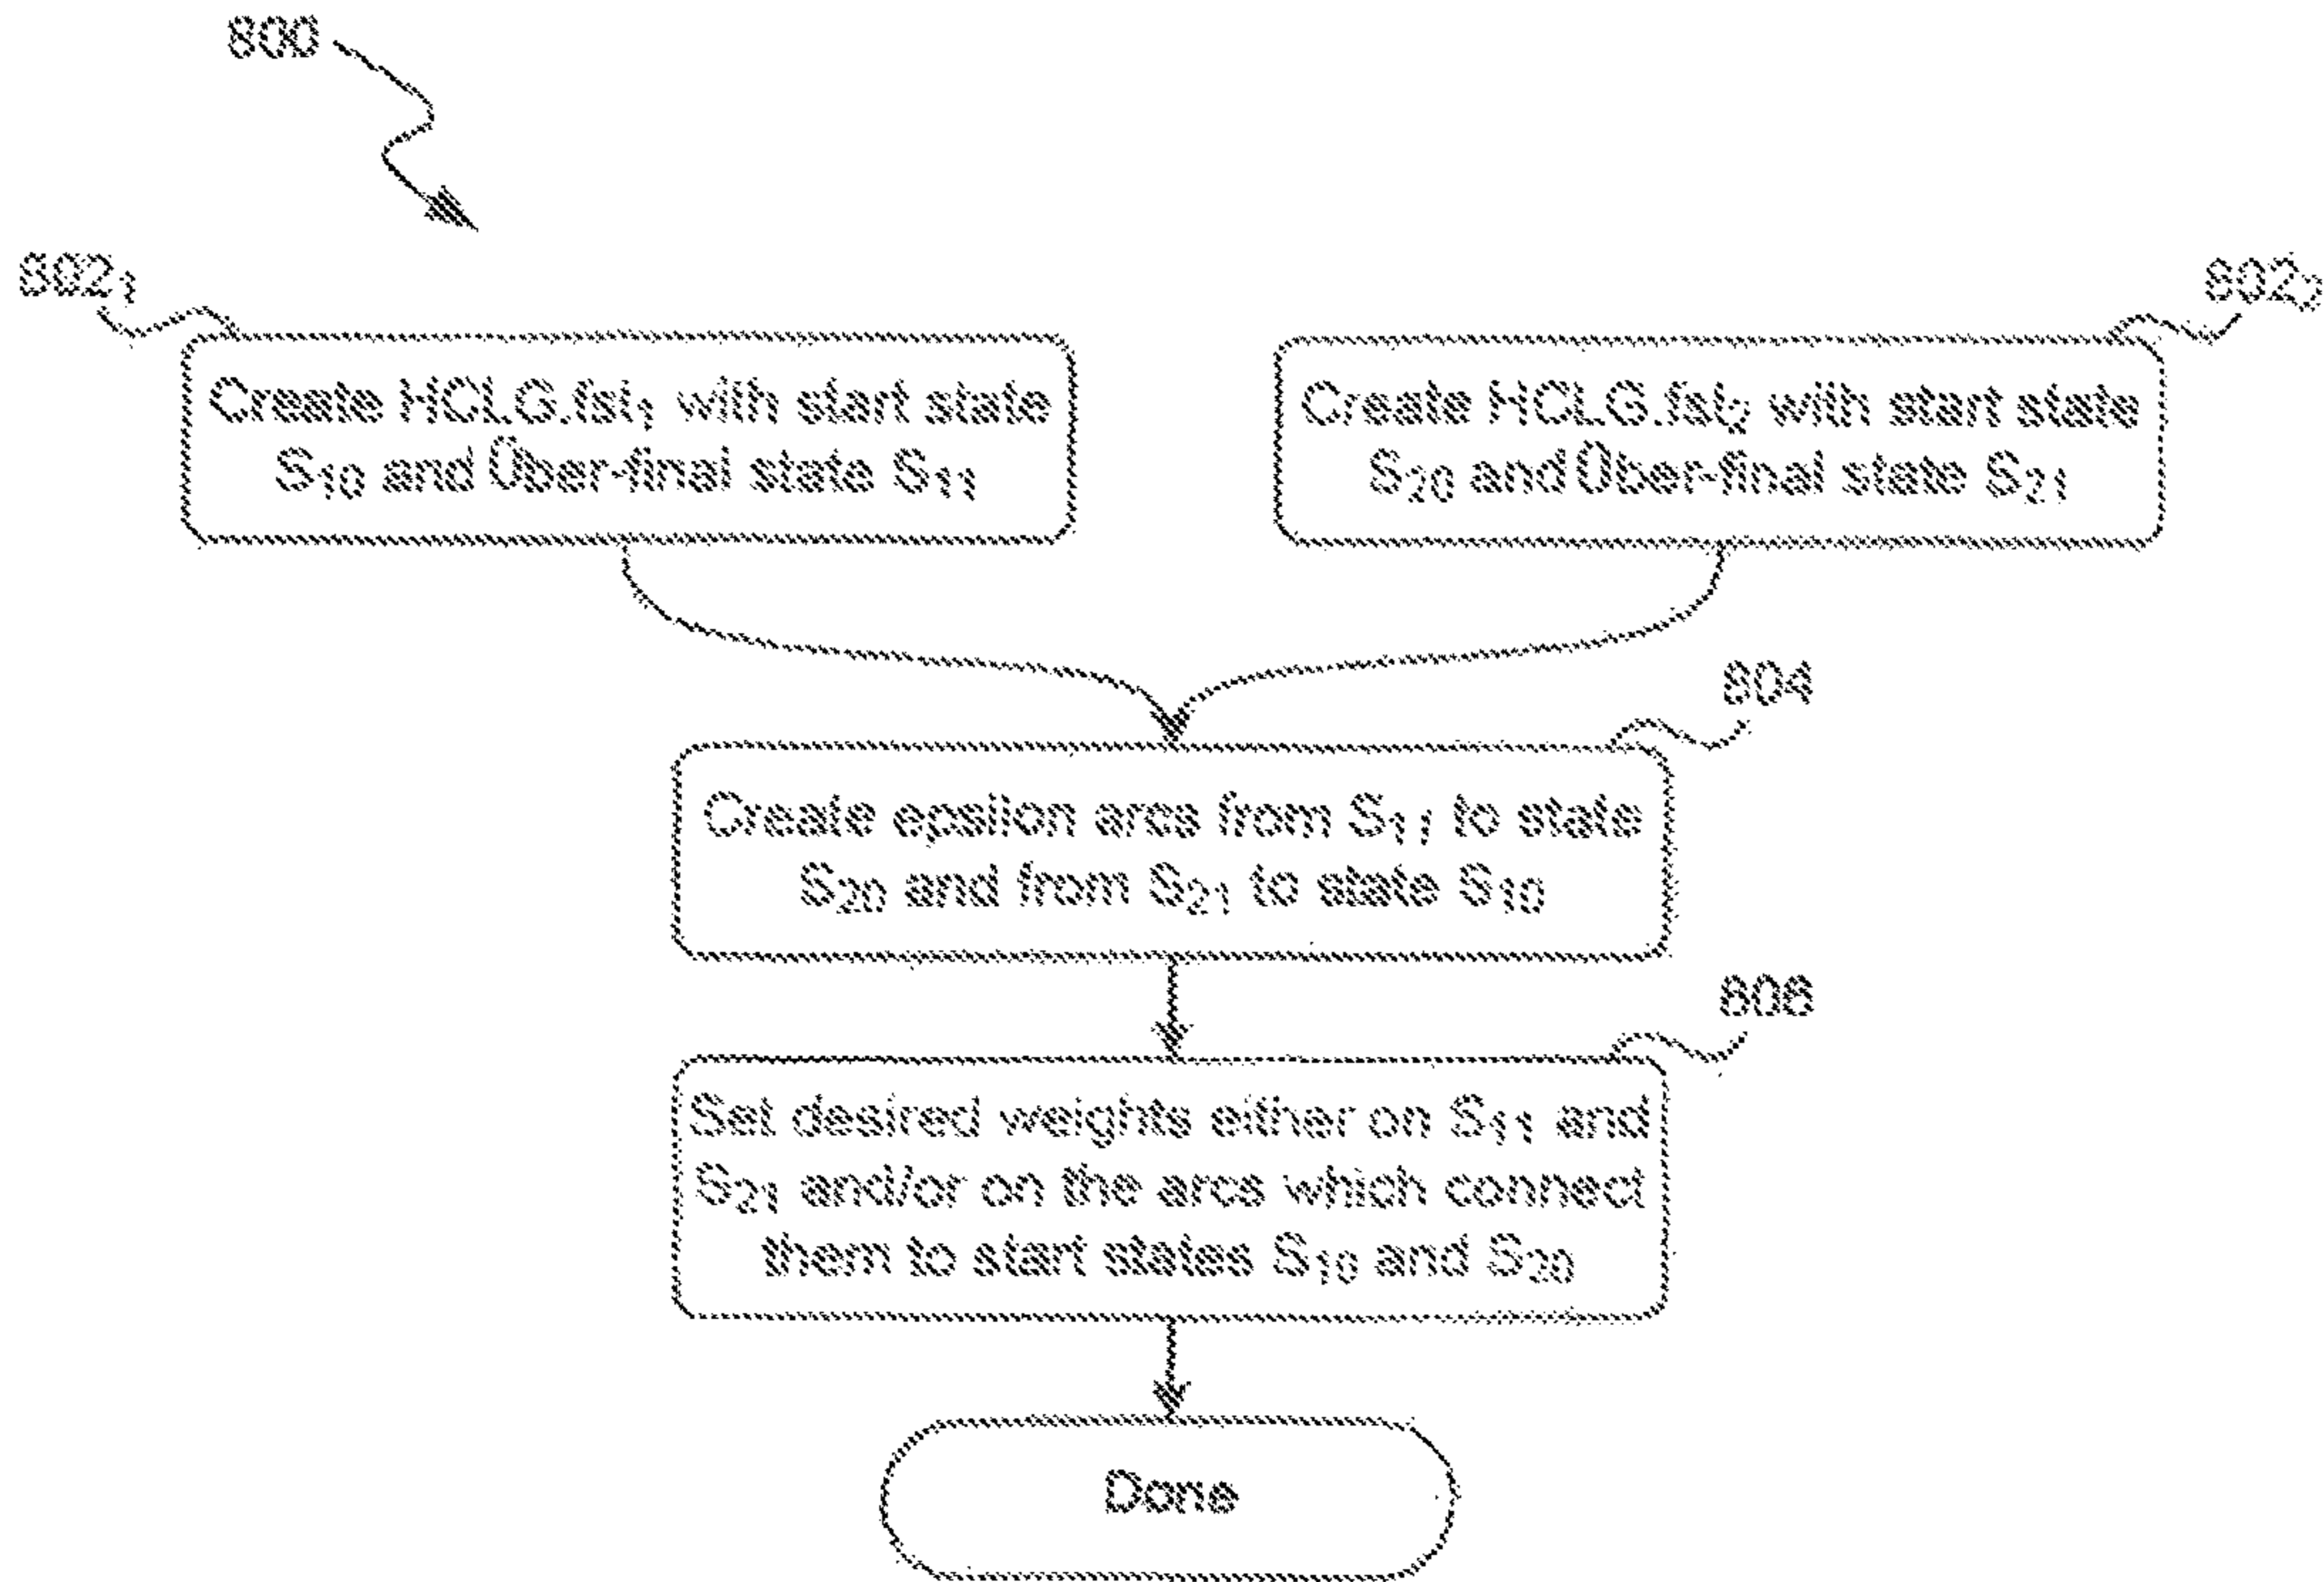 800
802₁
802₂
Create HCLG.fst₁ with start state
S₁₀ and Über-final state S₁₁
Create HCLG.fst₂ with start state
S₂₀ and Über-final state S₂₁
804
Create epsilon arcs from S₁₁ to state
S₂₀ and from S₂₁ to state S₁₀
806
Set desired weights either on S₁₁ and
S₂₁ and/or on the arcs which connect
them to start states S₁₀ and S₂₀
Done